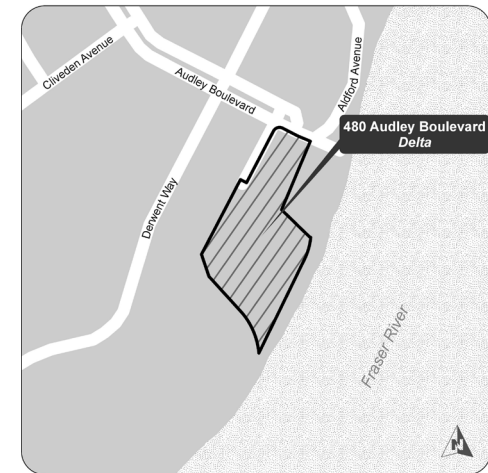 Cliveden Avenue
Audley Boulevard
Aldford Avenue
480 Audley Boulevard
Delta
Derwent Way
Fraser River
N